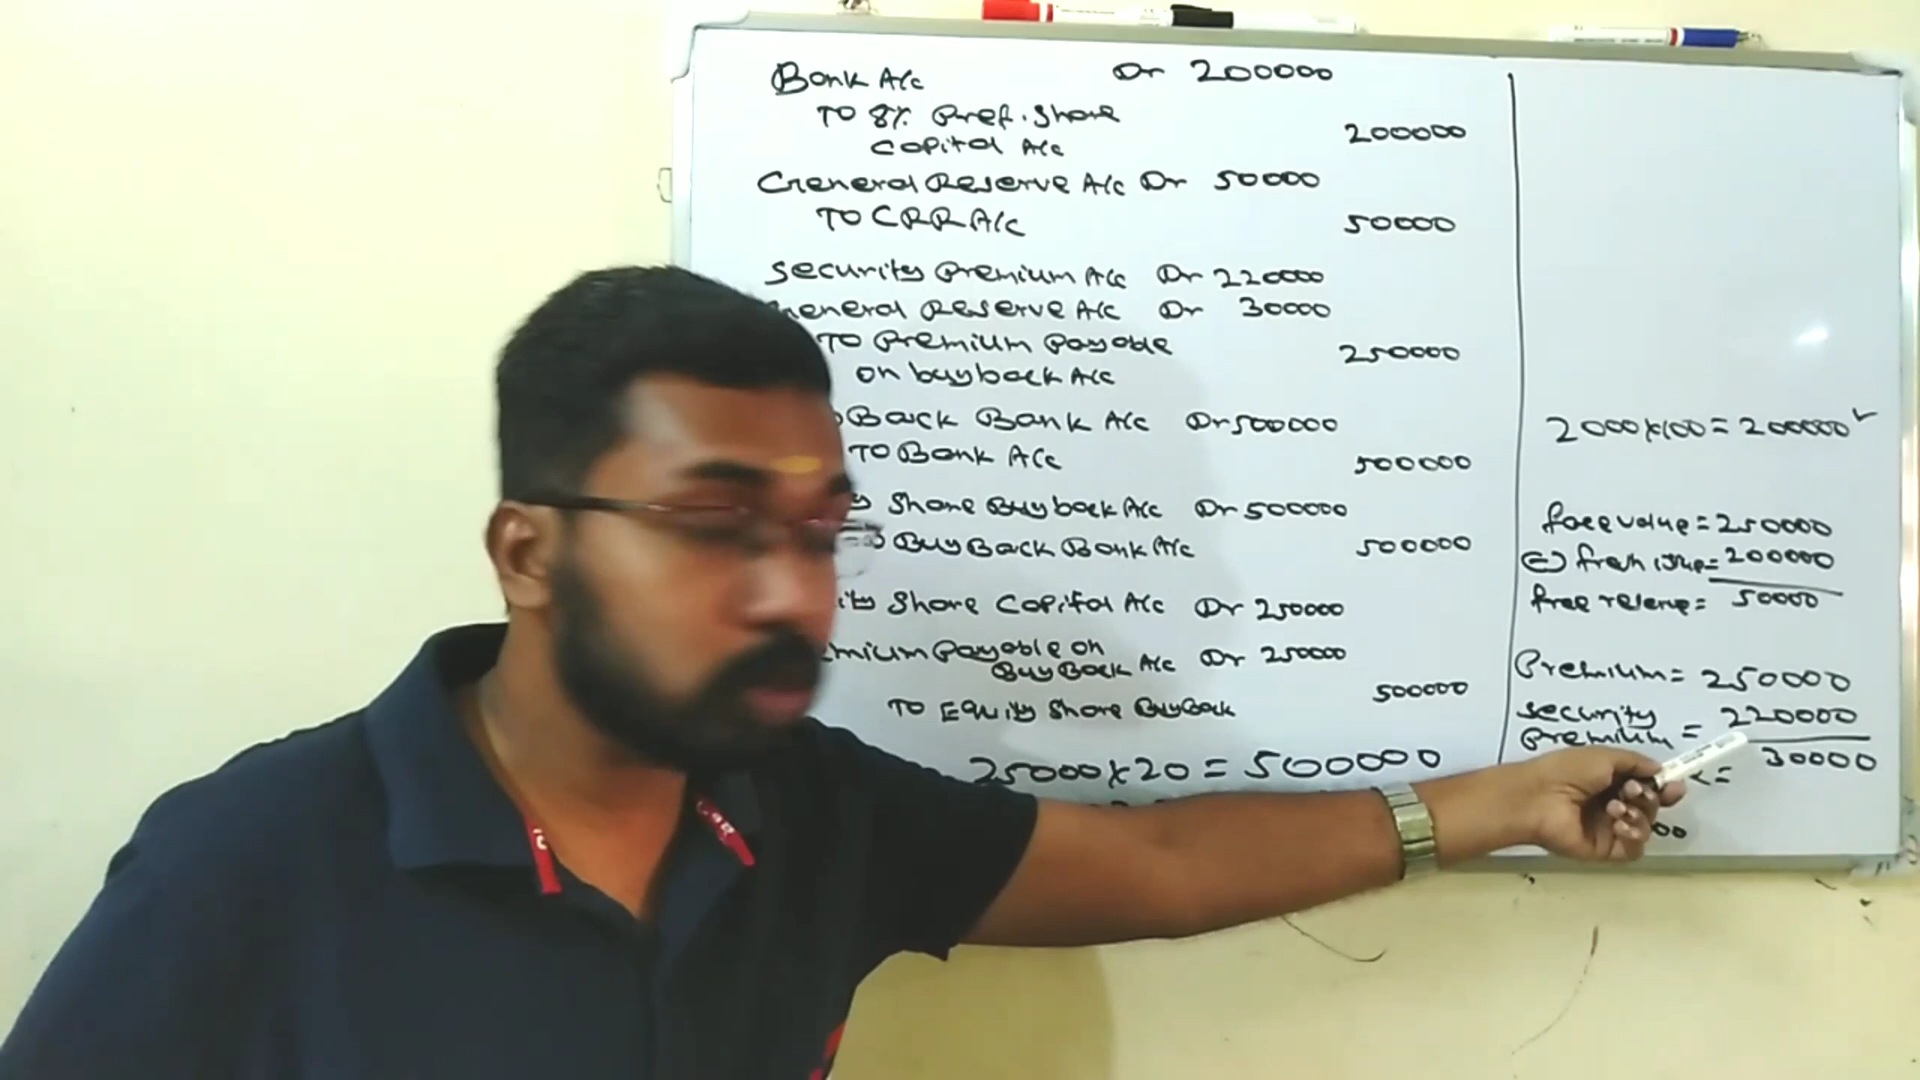 Bank A/c Dr 200000
To 8% Pref. Share
Capital A/c 200000
General Reserve A/c Dr 50000
To CRR A/c 50000
Security Premium A/c Dr 220000
General Reserve A/c Dr 30000
To Premium Payable 250000
on buyback A/c
Back Bank A/c Dr 500000
To Bank A/c 500000
Share Buyback A/c Dr 500000
Buy Back Bank A/c 500000
Share Capital A/c Dr 250000
Payable on
Buy Back A/c Dr 250000
To Equity Share Buy Back 500000
25000x20 = 500000
2000x100 = 200000 ✓
face value = 250000
(-) fresh issue = 200000
free reserve = 50000
Premium = 250000
Security 220000
Premium =
= 30000